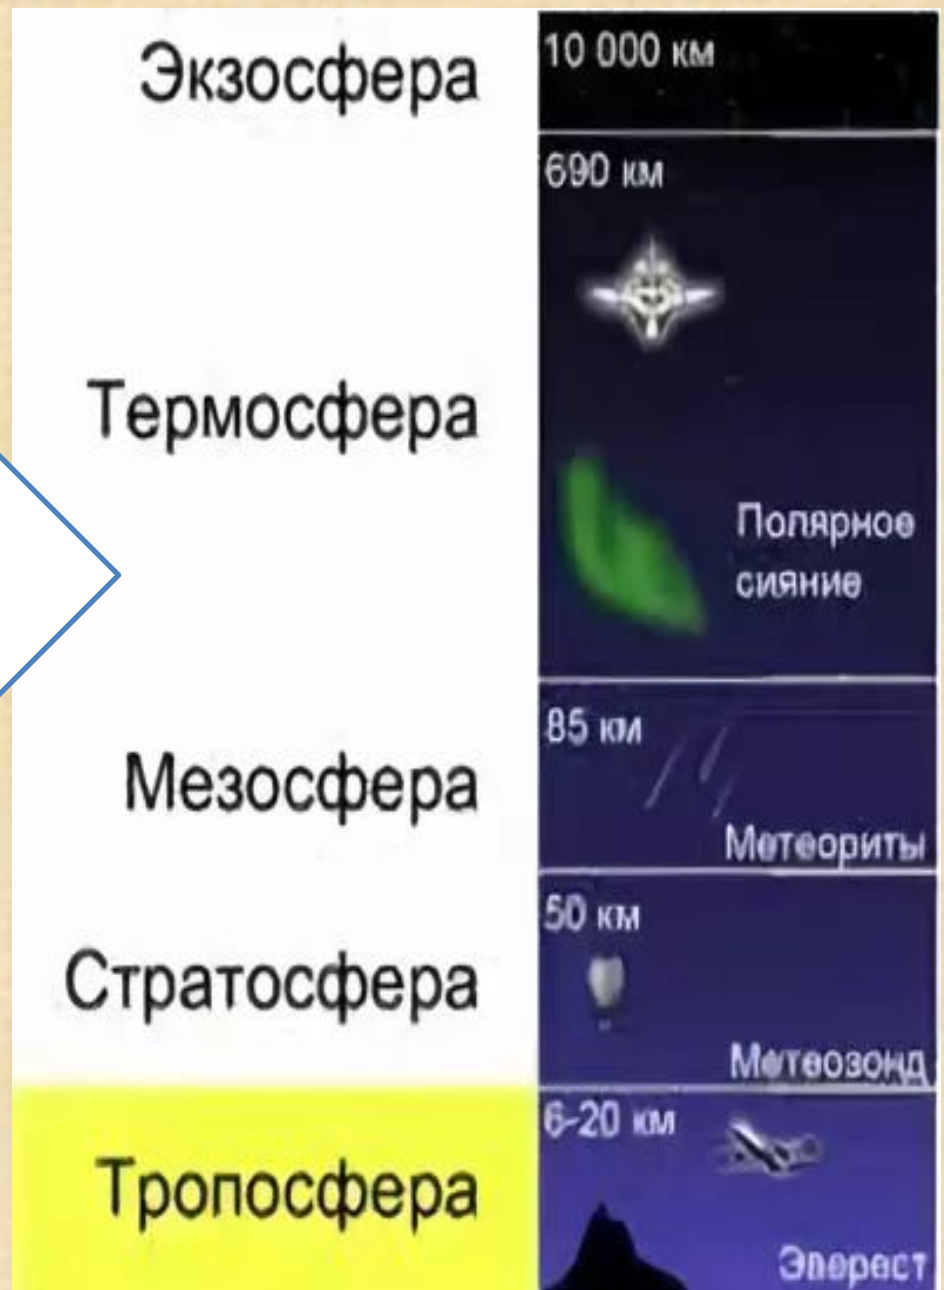 Экзосфера
10 000 км
690 км
Термосфера
Полярное
сияние
Мезосфера
85 км
Метеориты
Стратосфера
50 км
Метеозонд
Тропосфера
6-20 км
Эверест